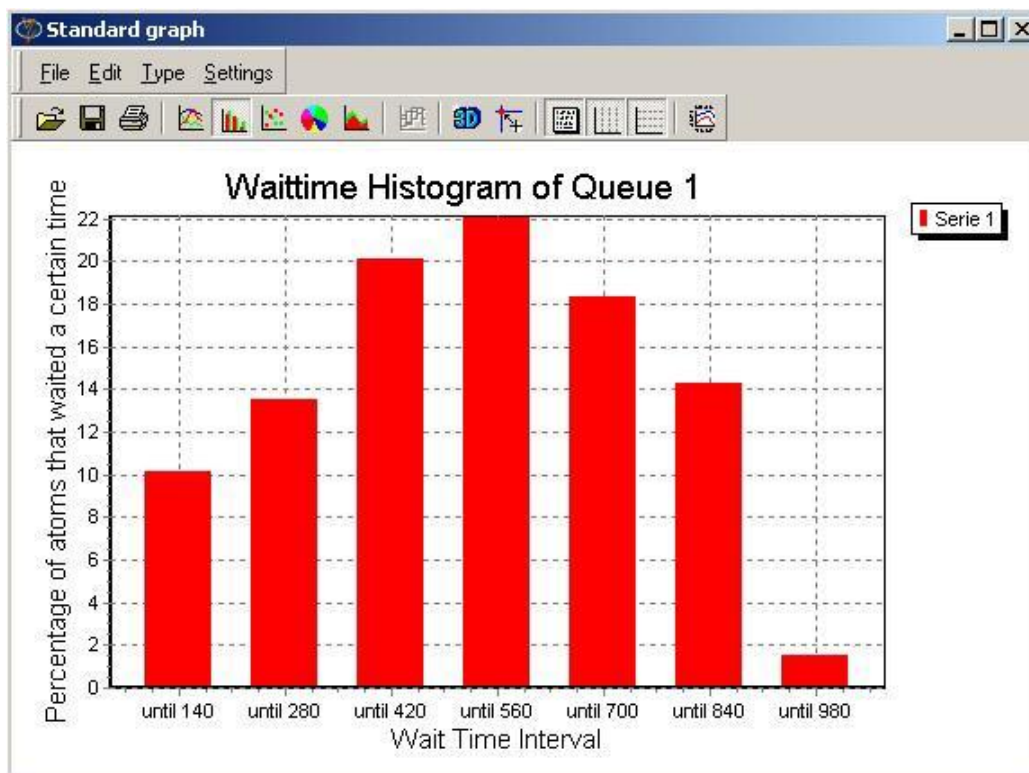 Standard graph
File Edit Type Settings
3D
Waittime Histogram of Queue 1
Serie 1
Percentage of atoms that waited a certain time
22
20
18
16
14
12
10
8
6
4
2
0
until 140 until 280 until 420 until 560 until 700 until 840 until 980
Wait Time Interval